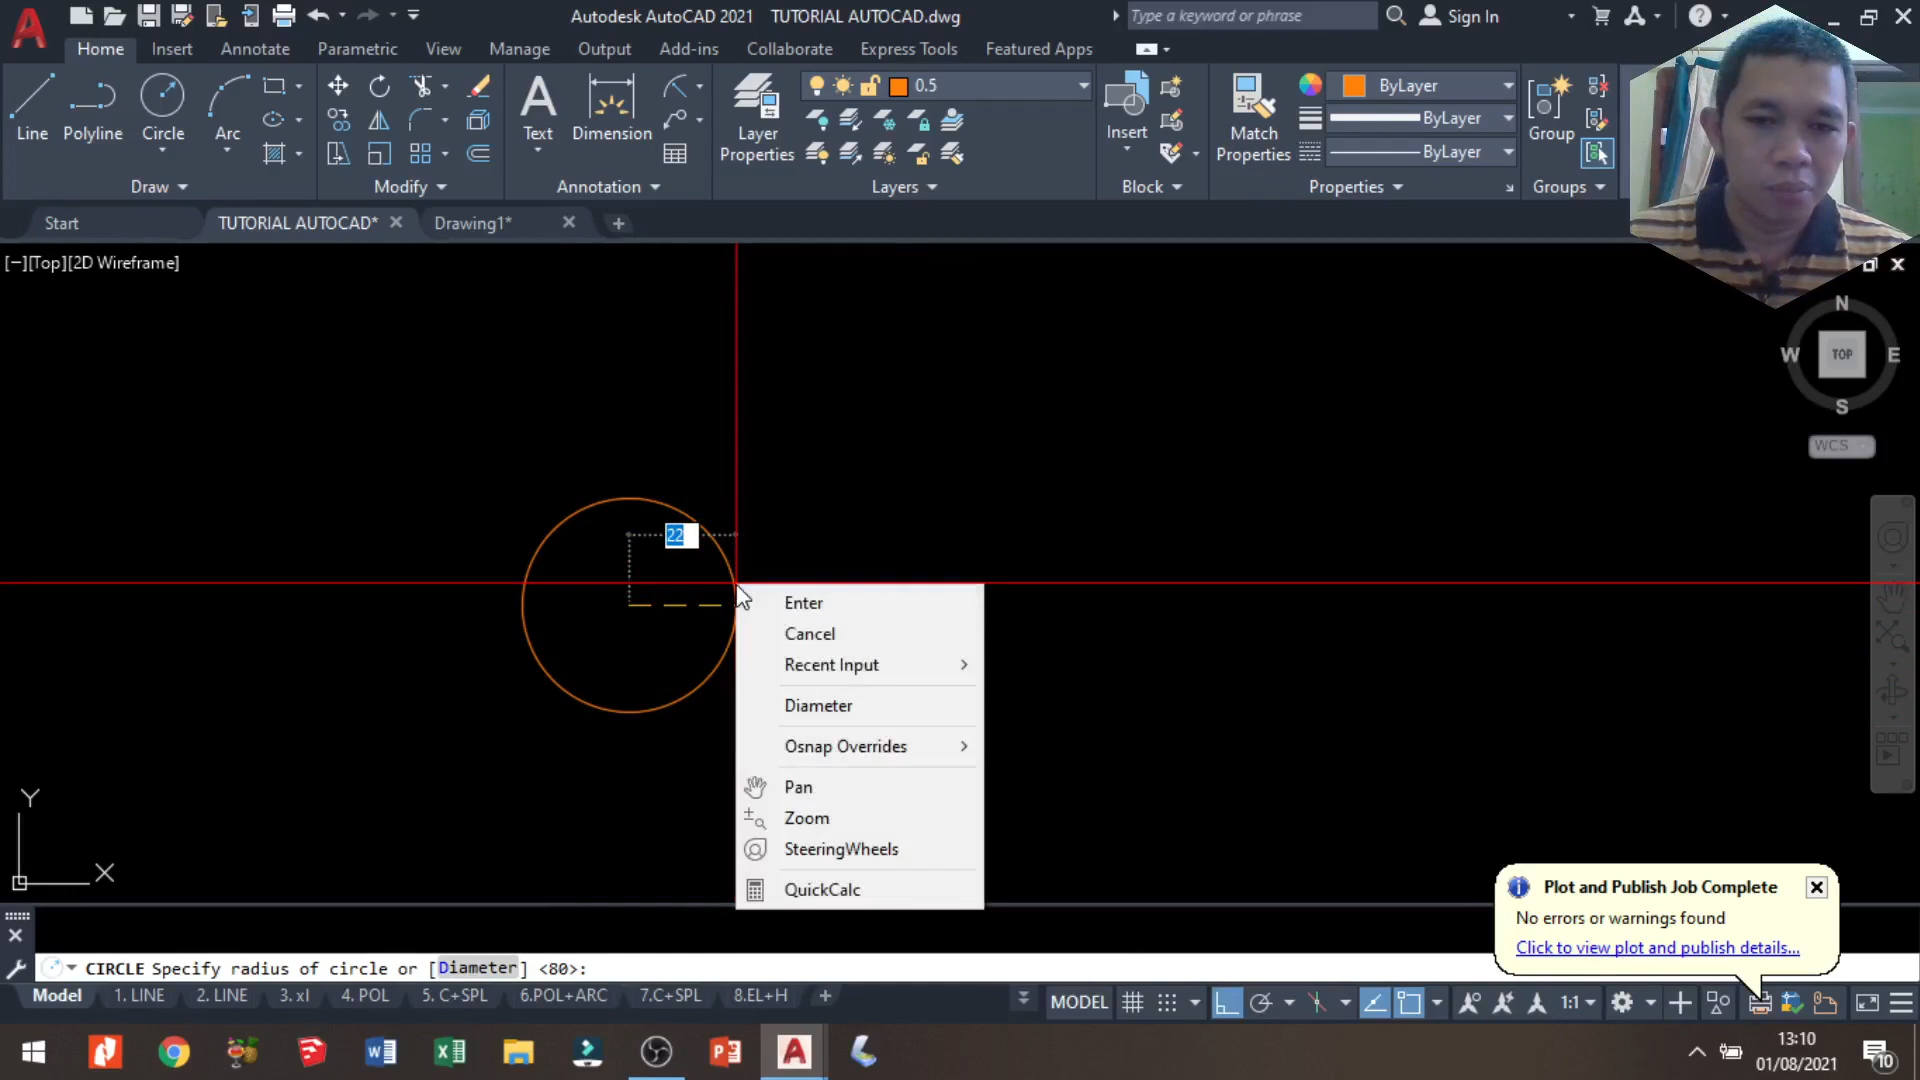 Autodesk AutoCAD 2021 TUTORIAL AUTOCAD.dwg
Type a keyword or phrase
Sign In
Home Insert Annotate Parametric View Manage Output Add-ins Collaborate Express Tools Featured Apps
Line Polyline Circle Arc
Text Dimension
Layer Properties
0.5
Insert
Match Properties
ByLayer
ByLayer
ByLayer
Group
Draw Modify Annotation Layers Block Properties Groups
Start TUTORIAL AUTOCAD* Drawing1*
[−][Top][2D Wireframe]
N
W TOP E
S
WCS
22
Enter
Cancel
Recent Input
Diameter
Osnap Overrides
Pan
Zoom
SteeringWheels
QuickCalc
Y
X
Plot and Publish Job Complete
No errors or warnings found
Click to view plot and publish details...
CIRCLE Specify radius of circle or [Diameter] <80>:
Model 1. LINE 2. LINE 3. xl 4. POL 5. C+SPL 6.POL+ARC 7.C+SPL 8.EL+H
MODEL 1:1
13:10
01/08/2021
10